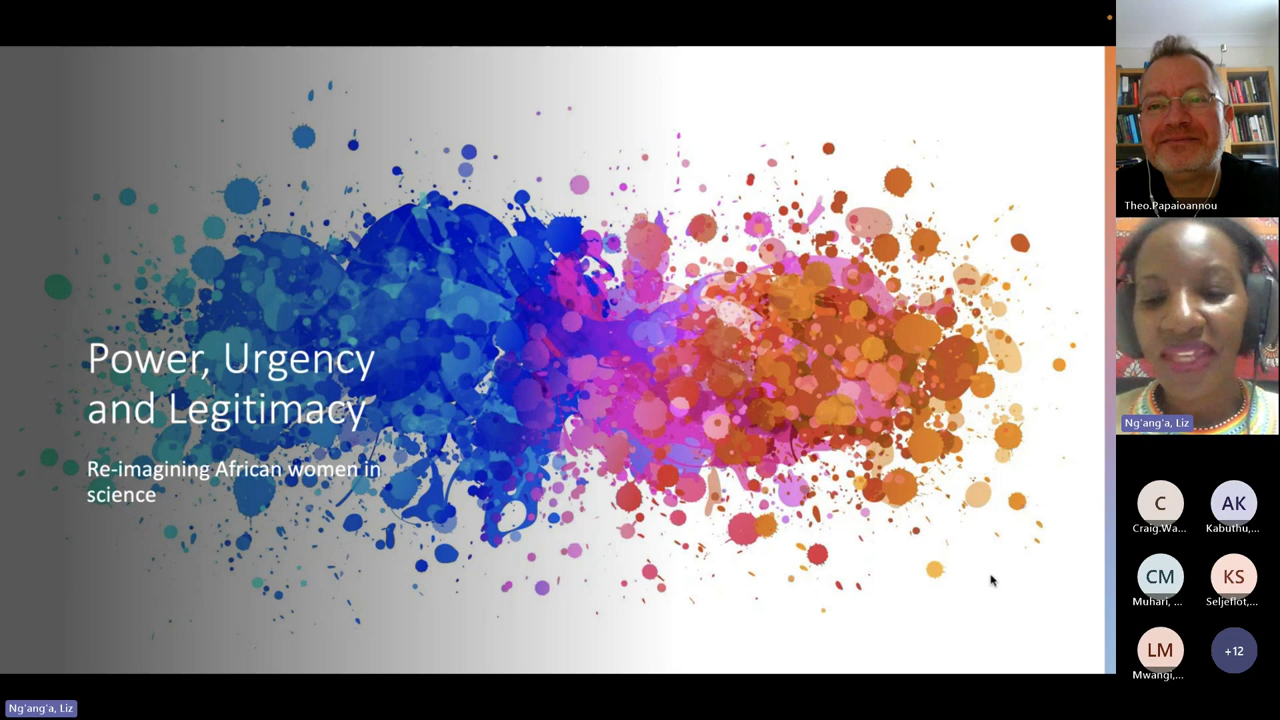 Power, Urgency
and Legitimacy
Re-imagining African women in
science
Theo.Papaioannou
Ng'ang'a, Liz
C
AK
Craig.Wa...
Kabuthu,...
CM
KS
Muhari, ...
Seljeflot,...
LM
+12
Mwangi,...
Ng'ang'a, Liz